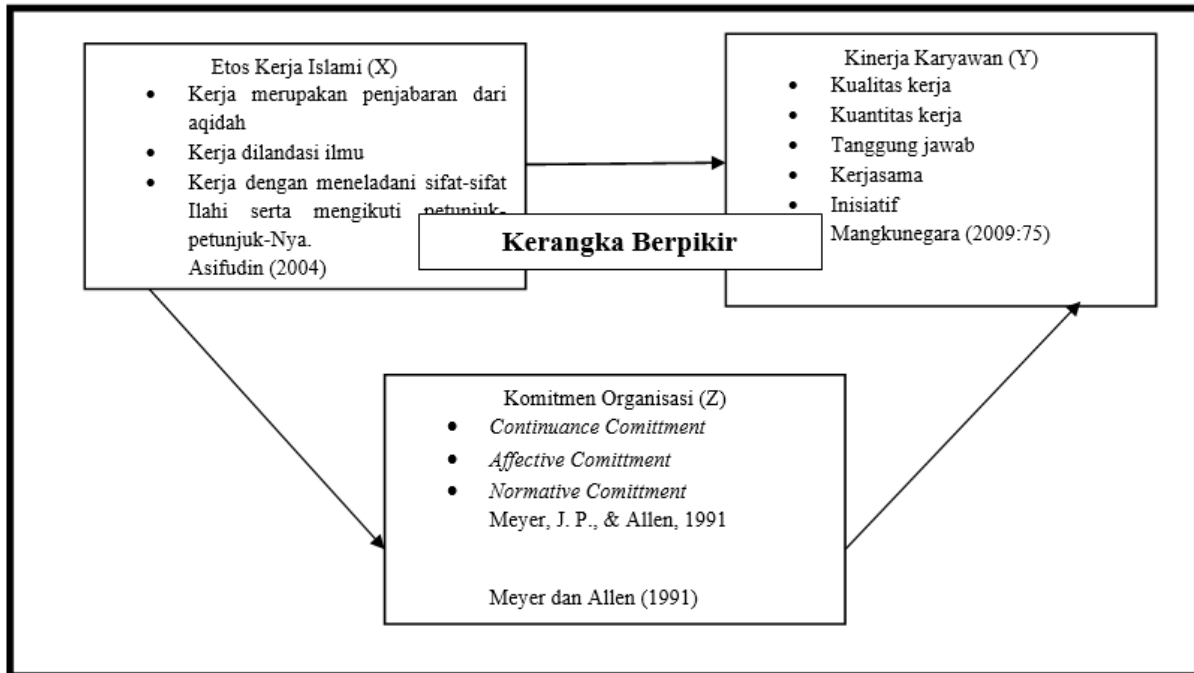 Etos Kerja Islami (X)
• Kerja merupakan penjabaran dari
aqidah
• Kerja dilandasi ilmu
• Kerja dengan meneladani sifat-sifat
Ilahi serta mengikuti petunjuk-
petunjuk-Nya.
Asifudin (2004)
Kinerja Karyawan (Y)
• Kualitas kerja
• Kuantitas kerja
• Tanggung jawab
• Kerjasama
• Inisiatif
Mangkunegara (2009:75)
Kerangka Berpikir
Komitmen Organisasi (Z)
• Continuance Comittment
• Affective Comittment
• Normative Comittment
Meyer, J. P., & Allen, 1991
Meyer dan Allen (1991)